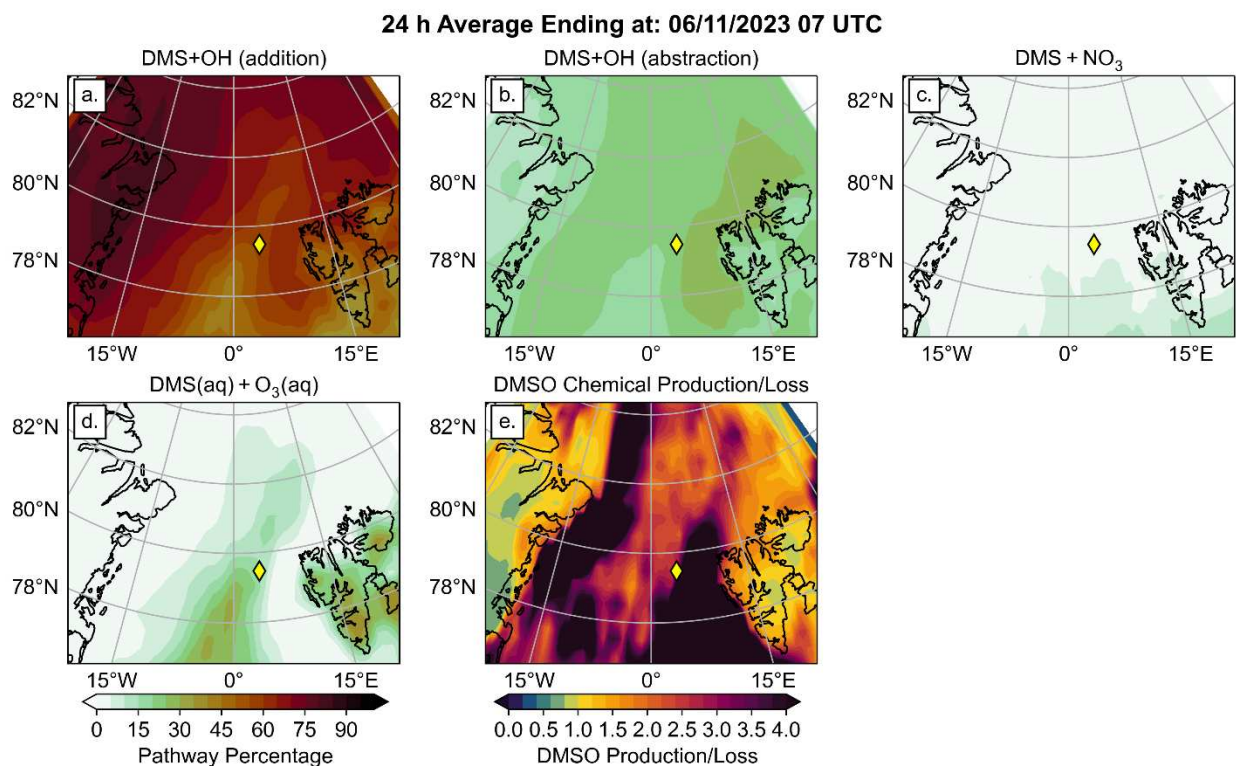 24 h Average Ending at: 06/11/2023 07 UTC
DMS+OH (addition)
DMS+OH (abstraction)
DMS + NO₃
a.
b.
c.
82°N
80°N
78°N
82°N
80°N
78°N
82°N
80°N
78°N
15°W 0° 15°E
15°W 0° 15°E
15°W 0° 15°E
DMS(aq) + O₃(aq)
DMSO Chemical Production/Loss
d.
e.
82°N
80°N
78°N
82°N
80°N
78°N
15°W 0° 15°E
15°W 0° 15°E
0 15 30 45 60 75 90
Pathway Percentage
0.0 0.5 1.0 1.5 2.0 2.5 3.0 3.5 4.0
DMSO Production/Loss